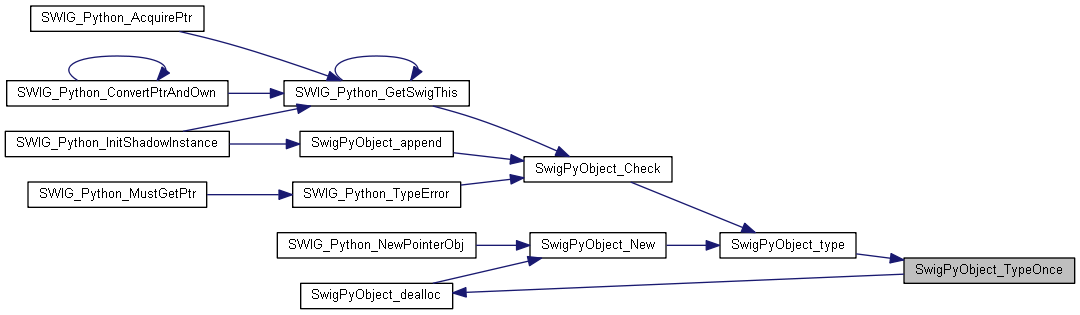 SWIG_Python_AcquirePtr
SWIG_Python_ConvertPtrAndOwn
SWIG_Python_GetSwigThis
SWIG_Python_InitShadowInstance
SwigPyObject_append
SwigPyObject_Check
SWIG_Python_MustGetPtr
SWIG_Python_TypeError
SWIG_Python_NewPointerObj
SwigPyObject_New
SwigPyObject_type
SwigPyObject_TypeOnce
SwigPyObject_dealloc